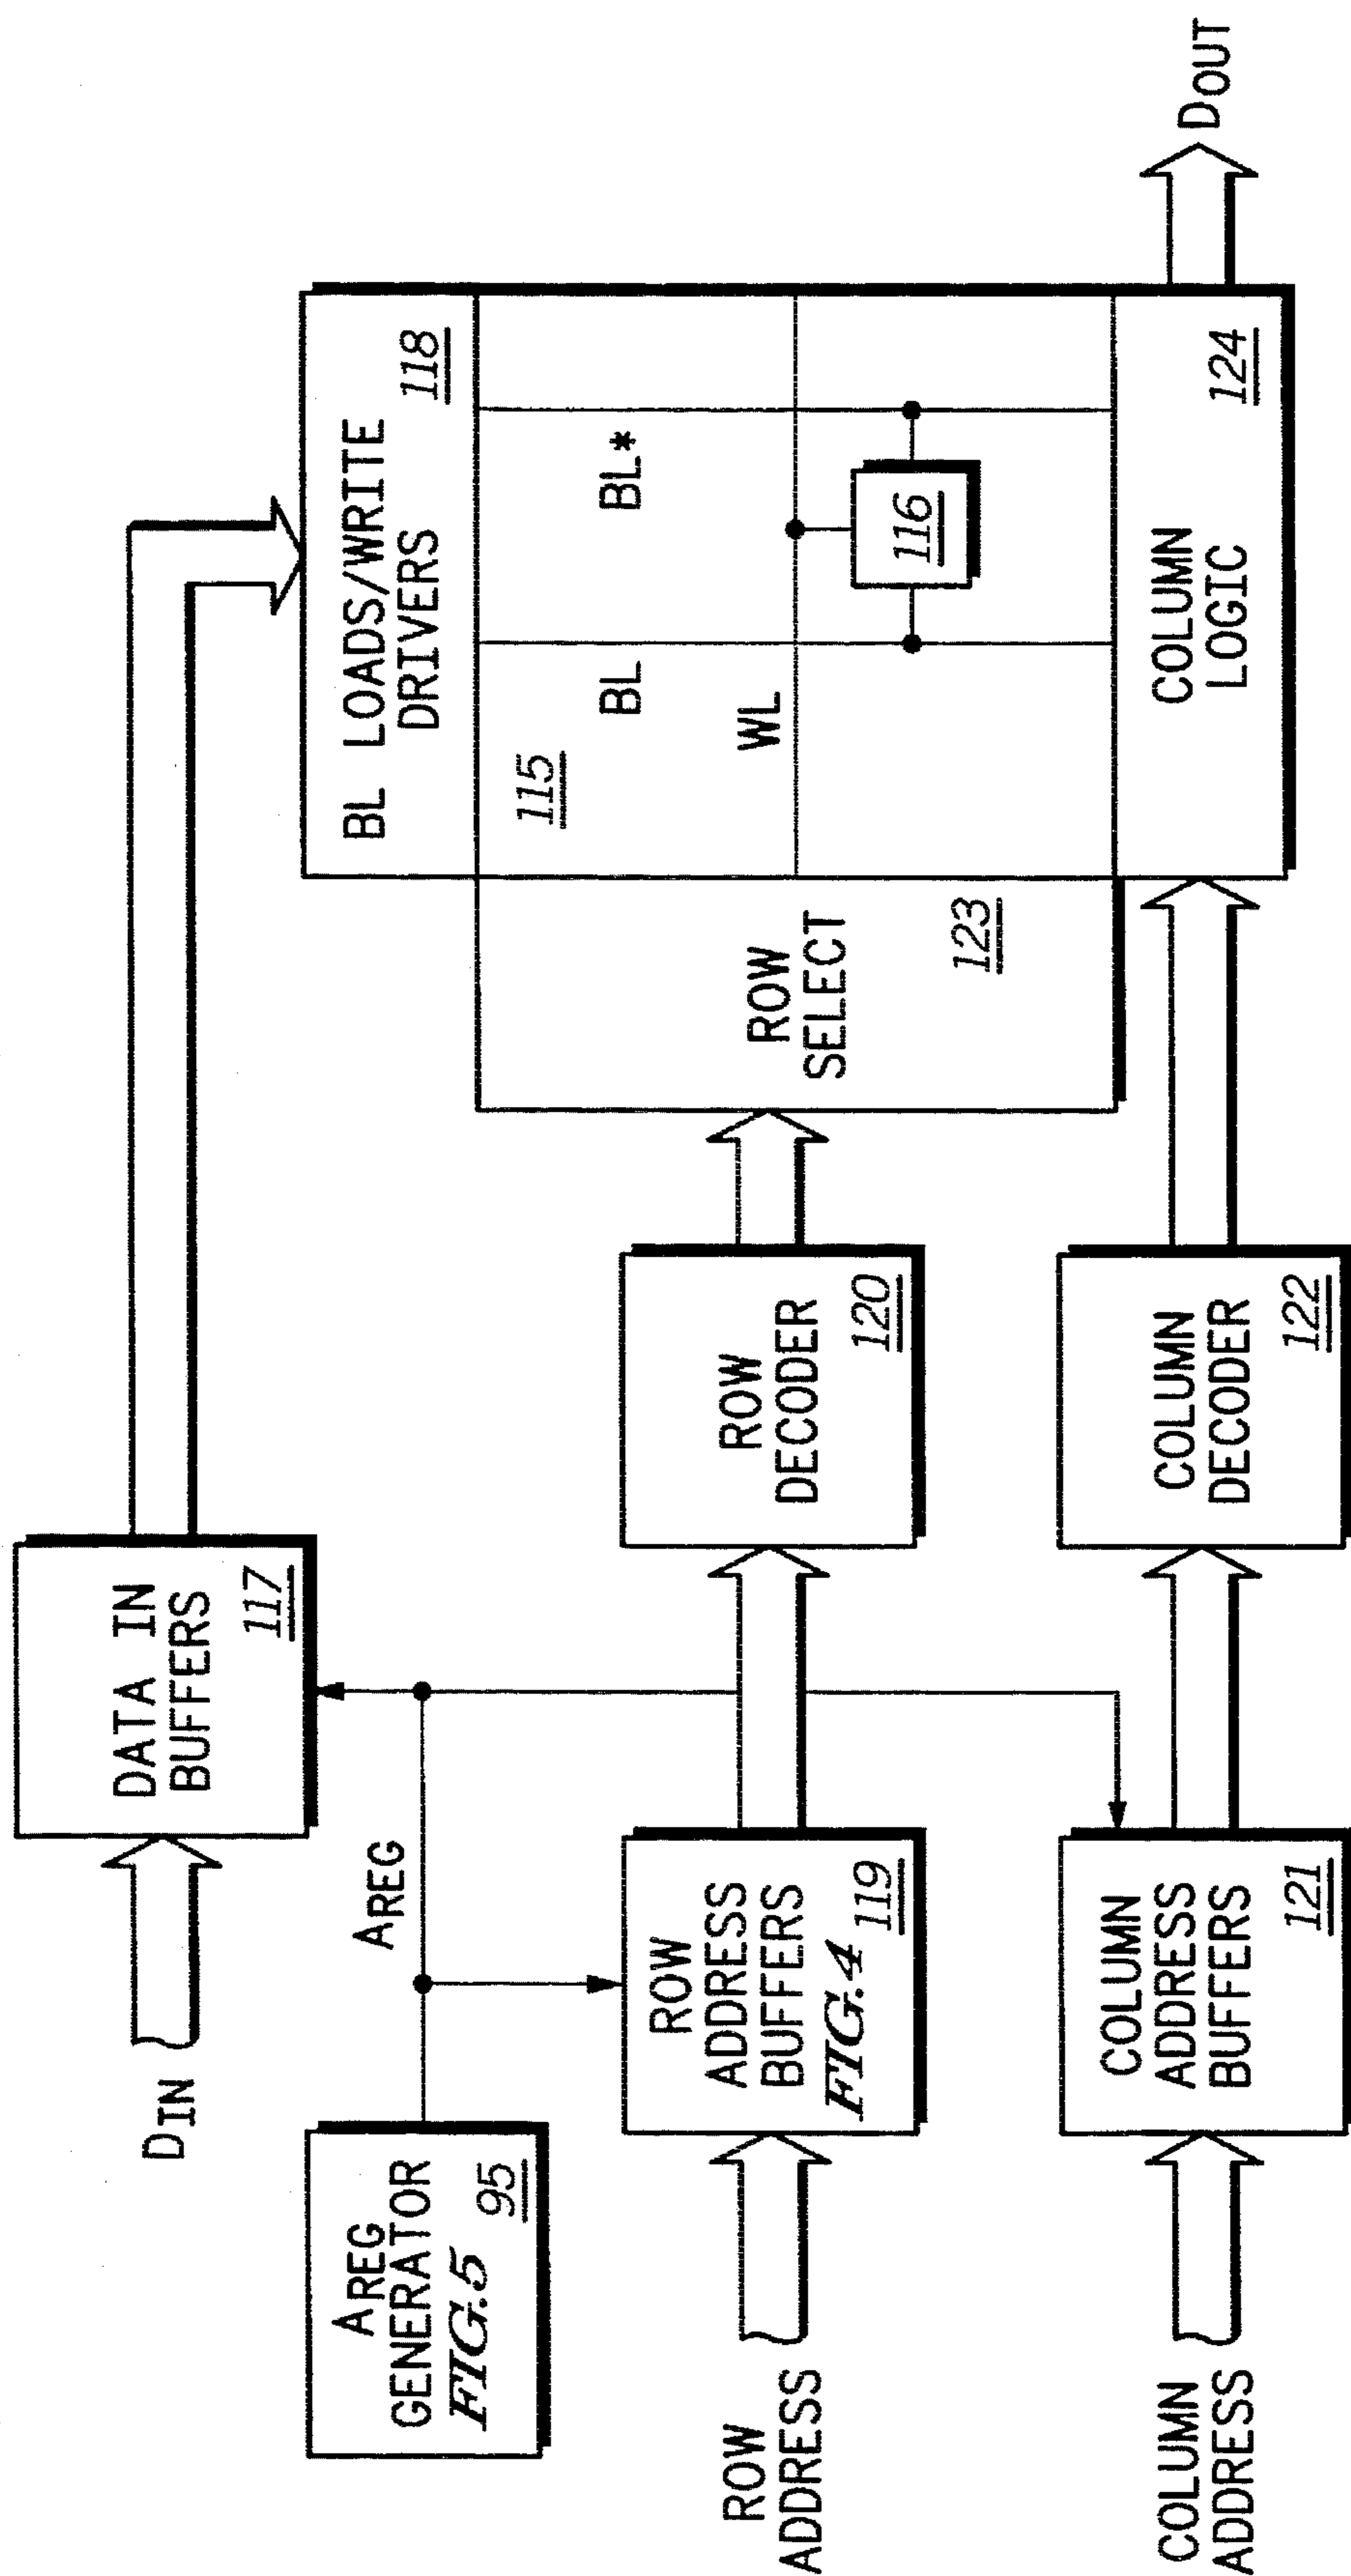 DIN
DATA IN
BUFFERS
117
AREG
GENERATOR
FIG.5
95
AREG
BL LOADS/WRITE
DRIVERS
118
115
BL
BL*
WL
116
ROW
ADDRESS
ROW
ADDRESS
BUFFERS
FIG.4
119
ROW
DECODER
120
ROW
SELECT
123
COLUMN
ADDRESS
COLUMN
ADDRESS
BUFFERS
121
COLUMN
DECODER
122
COLUMN
LOGIC
124
DOUT